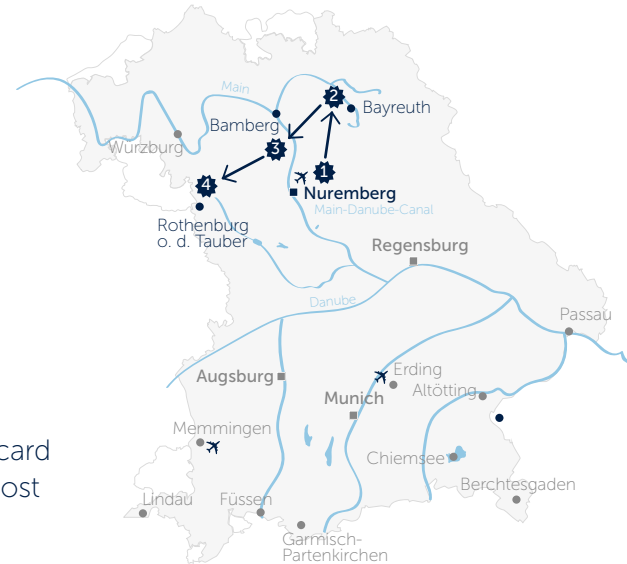 Main
2
Bayreuth
Bamberg
3
Würzburg
1
4
Nuremberg
Main-Danube-Canal
Rothenburg
o. d. Tauber
Regensburg
Danube
Passau
Erding
Augsburg
Altötting
Munich
Memmingen
card
Chiemsee
ost
Berchtesgaden
Lindau
Füssen
Garmisch-
Partenkirchen